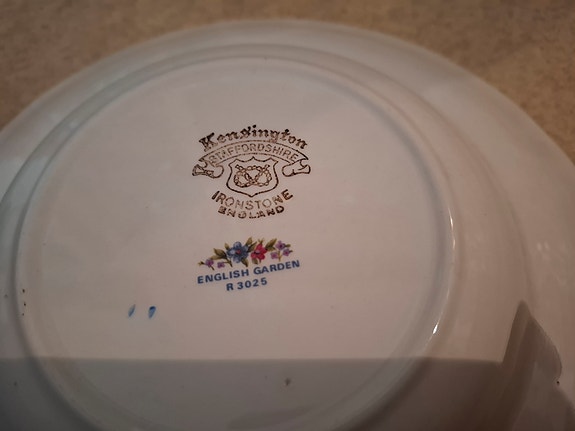 Kensington
STAFFORDSHIRE
IRONSTONE
ENGLAND
ENGLISH GARDEN
R 3025